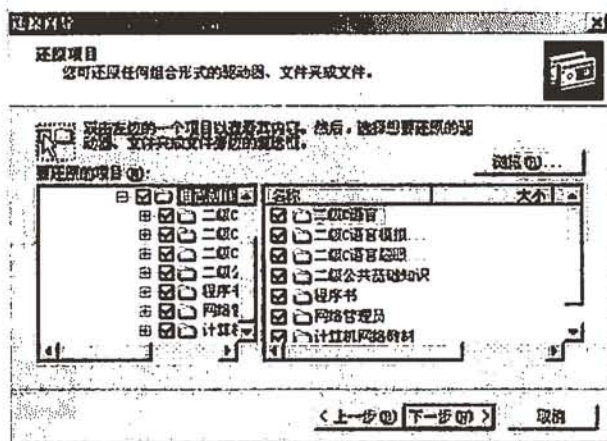 还原向导
还原项目
您可还原任何组合形式的驱动器、文件夹或文件。
双击左边的一个项目以查看其内容。然后，选择想要还原的驱
动器、文件夹或文件旁边的复选框。
浏览(W)...
要还原的项目(W):
名称
大小
二级C
二级C
二级C
二级公
程序书
网络管
计算机
二级C语言
二级C语言模拟
二级公共基础知识
程序书
网络管理员
计算机网络教材
< 上一步(B)
下一步(N) >
取消